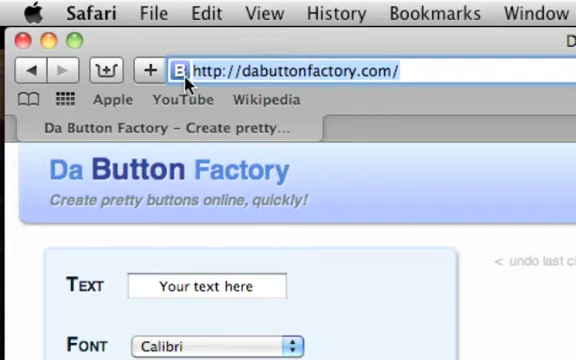 Safari File Edit View History Bookmarks Window
D
+ B http://dabuttonfactory.com/
Apple YouTube Wikipedia
Da Button Factory – Create pretty...
Da Button Factory
Create pretty buttons online, quickly!
< undo last c
TEXT Your text here
FONT Calibri